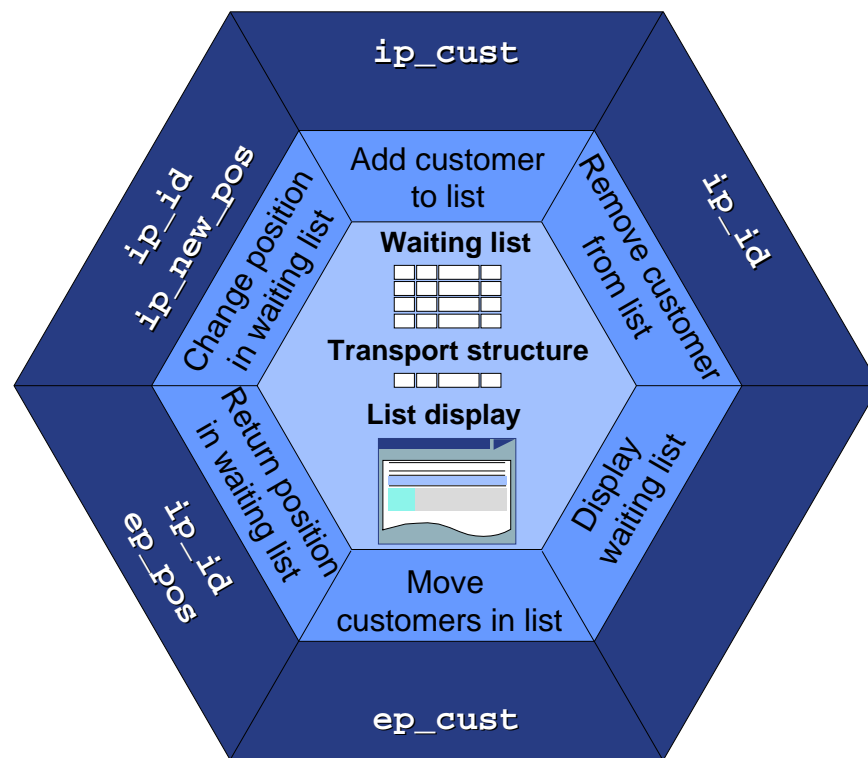 ip_cust
Add customer
to list
Remove customer
from list
ip_id
ip_id
ip_new_pos
Change position
in waiting list
Waiting list
Transport structure
List display
Return position
in waiting list
ip_id
ep_pos
Display
waiting list
Move
customers in list
ep_cust